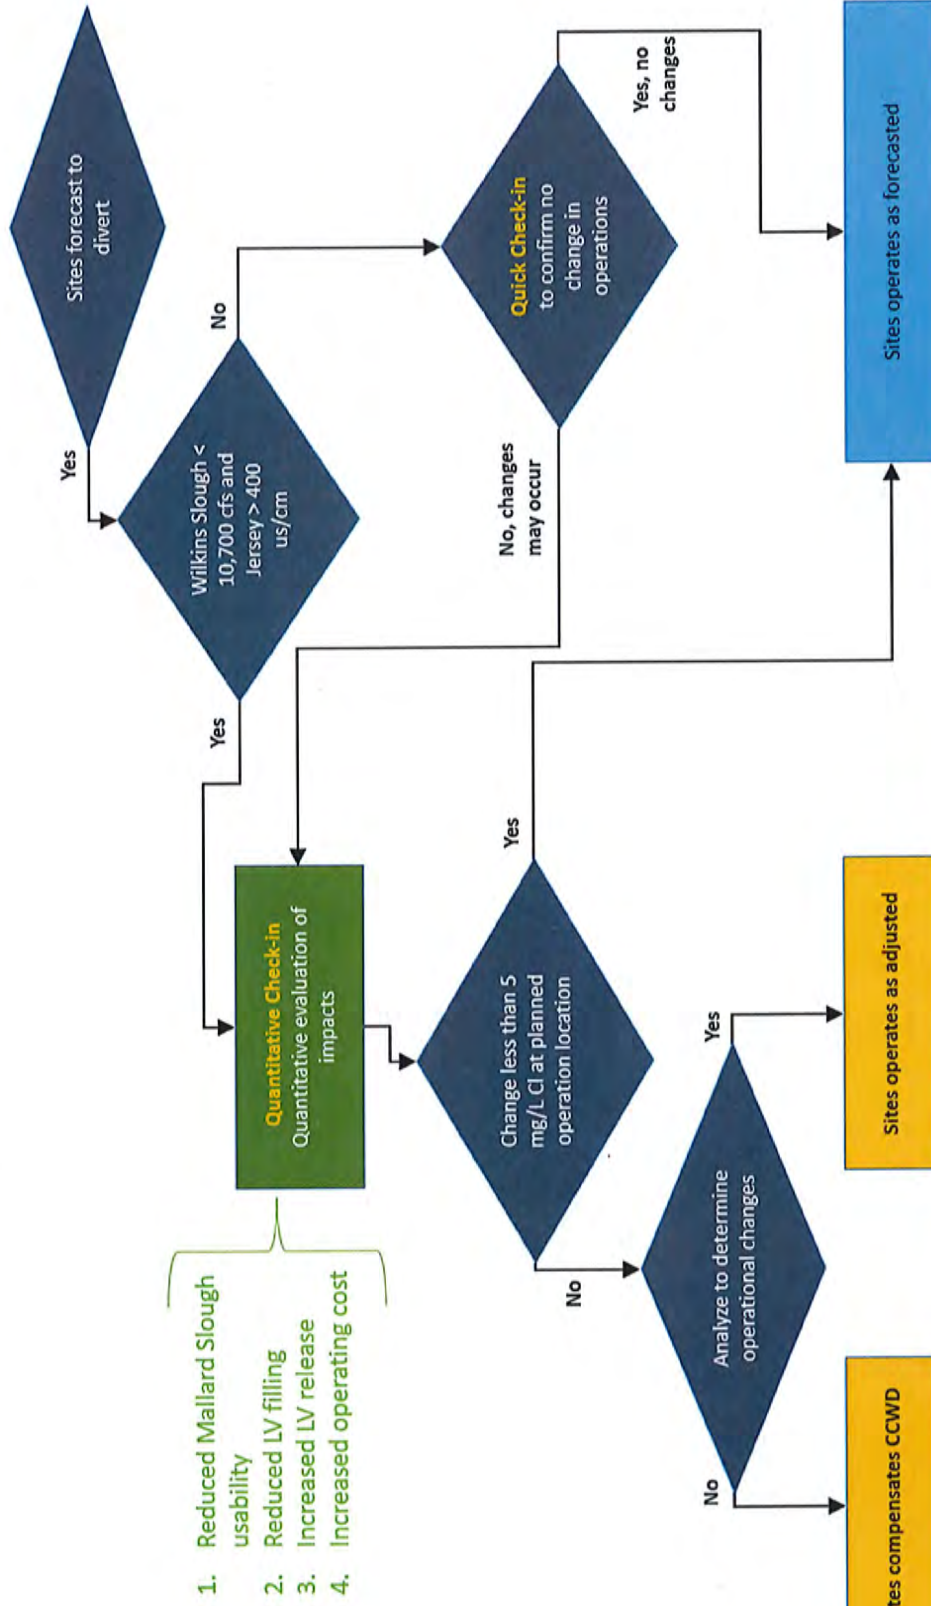 Sites forecast to
divert
Yes
Wilkins Slough <
10,700 cfs and
Jersey > 400
us/cm
No
Yes
Quick Check-in
to confirm no
change in
operations
Yes, no
changes
No, changes
may occur
Quantitative Check-in
Quantitative evaluation of
impacts
1. Reduced Mallard Slough
usability
2. Reduced LV filling
3. Increased LV release
4. Increased operating cost
Change less than 5
mg/L Cl at planned
operation location
Yes
No
Analyze to determine
operational changes
Yes
No
Sites operates as forecasted
Sites operates as adjusted
tes compensates CCWD